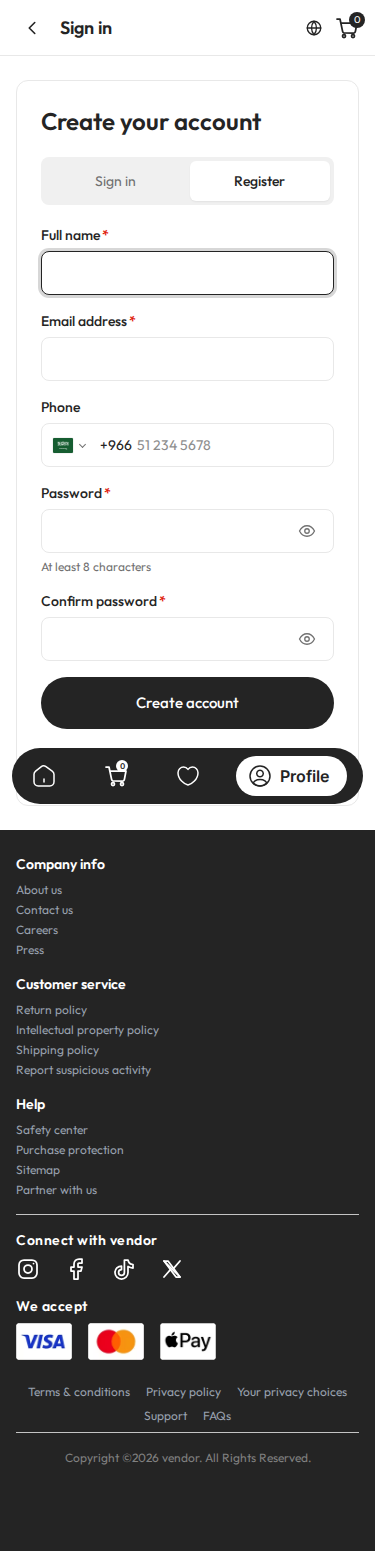 Sign in
0
Create your account
Sign in
Register
Full name *
Email address *
Phone
+966 51 234 5678
Password *
At least 8 characters
Confirm password *
Create account
0
Profile
Company info
About us
Contact us
Careers
Press
Customer service
Return policy
Intellectual property policy
Shipping policy
Report suspicious activity
Help
Safety center
Purchase protection
Sitemap
Partner with us
Connect with vendor
We accept
VISA
Pay
Terms & conditions Privacy policy Your privacy choices
Support FAQs
Copyright ©2026 vendor. All Rights Reserved.